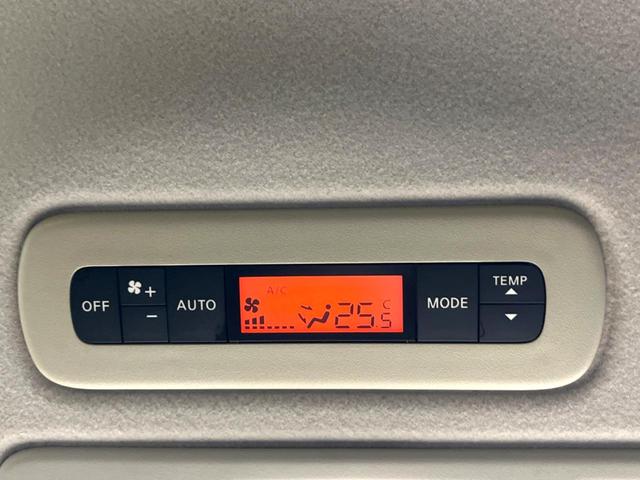 OFF
+
−
AUTO
A/C
25.5 C
MODE
TEMP